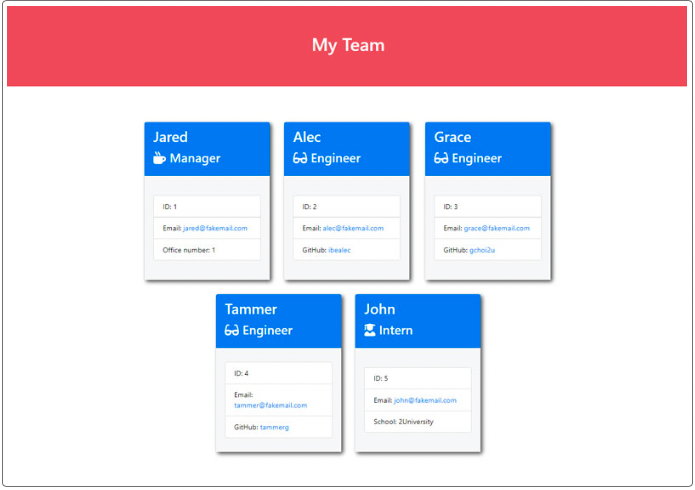 My Team
Jared
Manager
ID: 1
Email: jared@fakemail.com
Office number: 1
Alec
Engineer
ID: 2
Email: alec@fakemail.com
GitHub: ibealec
Grace
Engineer
ID: 3
Email: grace@fakemail.com
GitHub: gchoi2u
Tammer
Engineer
ID: 4
Email:
tammer@fakemail.com
GitHub: tammerg
John
Intern
ID: 5
Email: john@fakemail.com
School: 2University